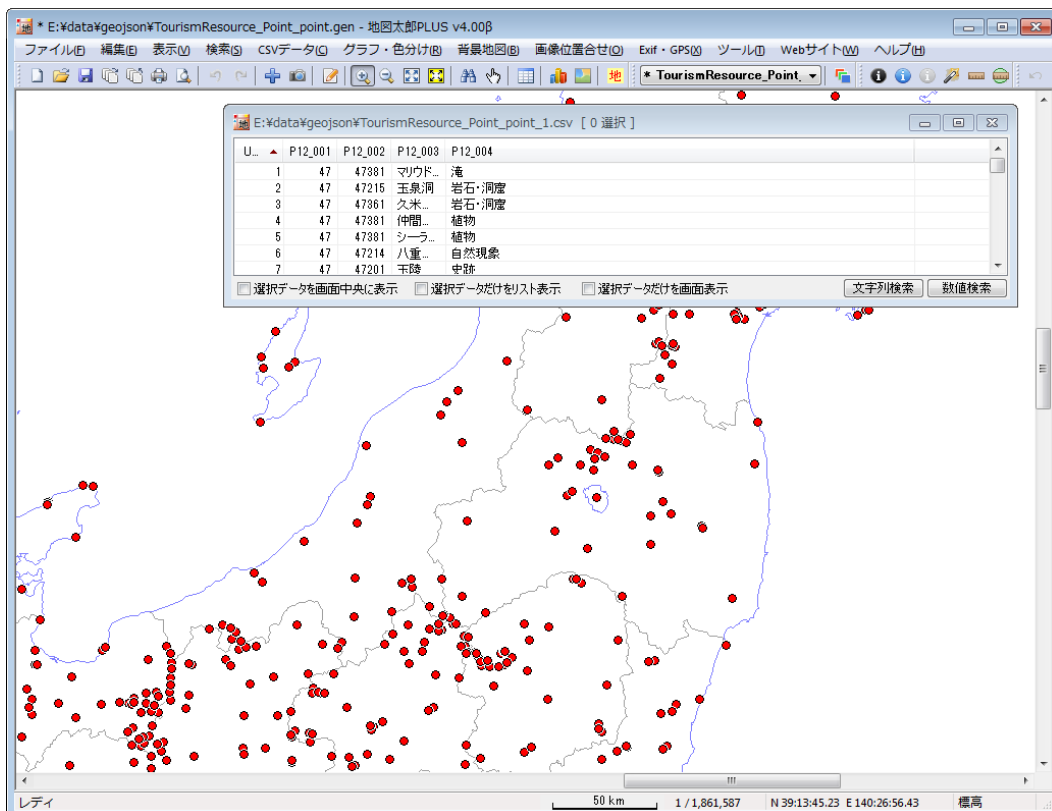 * E:¥data¥geojson¥TourismResource_Point_point.gen - 地図太郎PLUS v4.00β
ファイル(F) 編集(E) 表示(V) 検索(S) CSVデータ(C) グラフ・色分け(R) 背景地図(B) 画像位置合せ(O) Exif・GPS(X) ツール(T) Webサイト(W) ヘルプ(H)
地 * TourismResource_Point_
E:¥data¥geojson¥TourismResource_Point_point_1.csv [ 0 選択 ]
U... P12_001 P12_002 P12_003 P12_004
1 47 47381 マリウド... 滝
2 47 47215 玉泉洞 岩石・洞窟
3 47 47361 久米... 岩石・洞窟
4 47 47381 仲間... 植物
5 47 47381 シーラ... 植物
6 47 47214 八重... 自然現象
7 47 47201 玉陵 史跡
選択データを画面中央に表示 選択データだけをリスト表示 選択データだけを画面表示 文字列検索 数値検索
レディ 50 km 1 / 1,861,587 N 39:13:45.23 E 140:26:56.43 標高